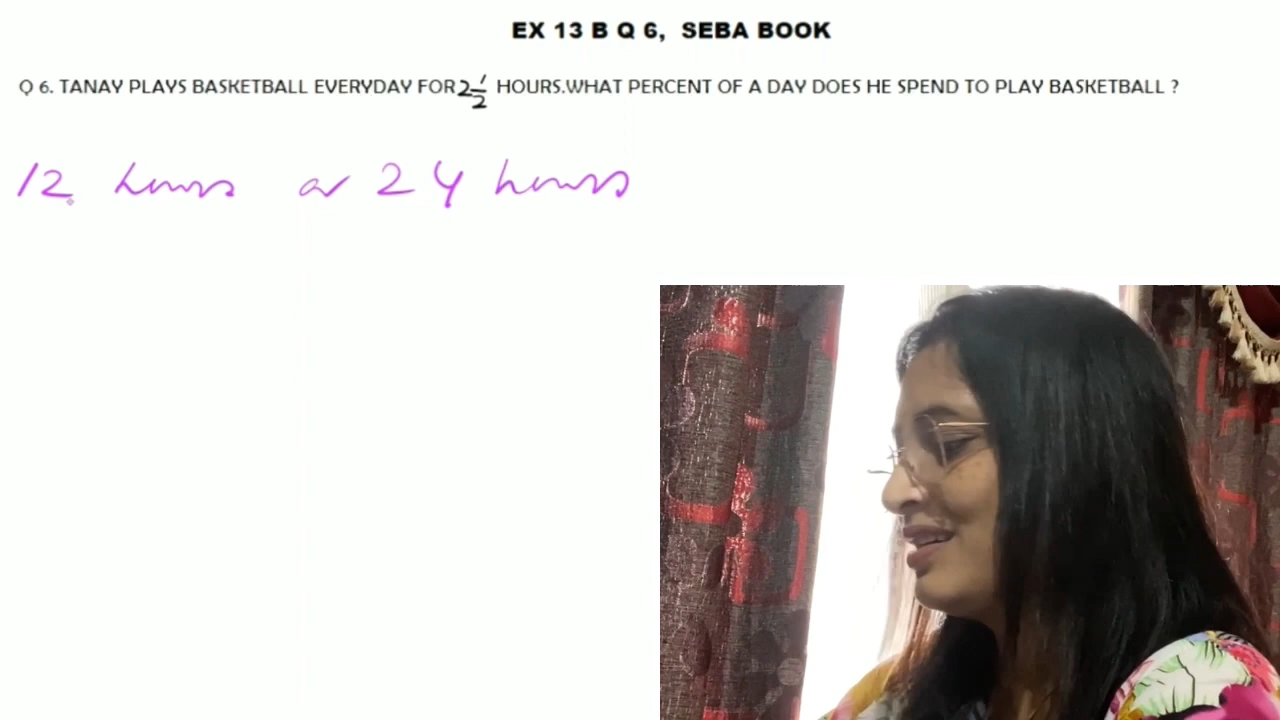 EX 13 B Q 6, SEBA BOOK
Q 6. TANAY PLAYS BASKETBALL EVERYDAY FOR 2 1/2 HOURS.WHAT PERCENT OF A DAY DOES HE SPEND TO PLAY BASKETBALL ?
12 hours or 24 hours